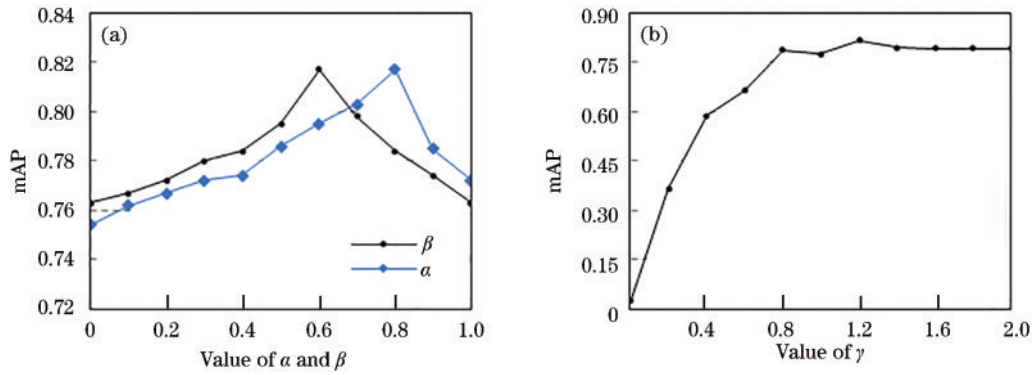 (a)
mAP
0.84
0.82
0.80
0.78
0.76
0.74
0.72
0 0.2 0.4 0.6 0.8 1.0
Value of α and β
β
α
(b)
mAP
0.90
0.75
0.60
0.45
0.30
0.15
0
0.4 0.8 1.2 1.6 2.0
Value of γ